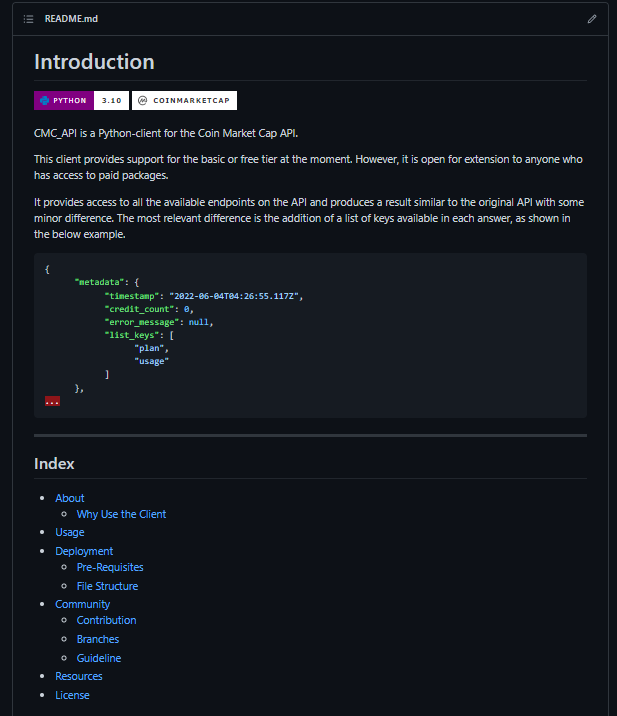 README.md
Introduction
PYTHON 3.10 COINMARKETCAP
CMC_API is a Python-client for the Coin Market Cap API.
This client provides support for the basic or free tier at the moment. However, it is open for extension to anyone who
has access to paid packages.
It provides access to all the available endpoints on the API and produces a result similar to the original API with some
minor difference. The most relevant difference is the addition of a list of keys available in each answer, as shown in
the below example.
{
"metadata": {
"timestamp": "2022-06-04T04:26:55.117Z",
"credit_count": 0,
"error_message": null,
"list_keys": [
"plan",
"usage"
]
},
...
Index
About
Why Use the Client
Usage
Deployment
Pre-Requisites
File Structure
Community
Contribution
Branches
Guideline
Resources
License